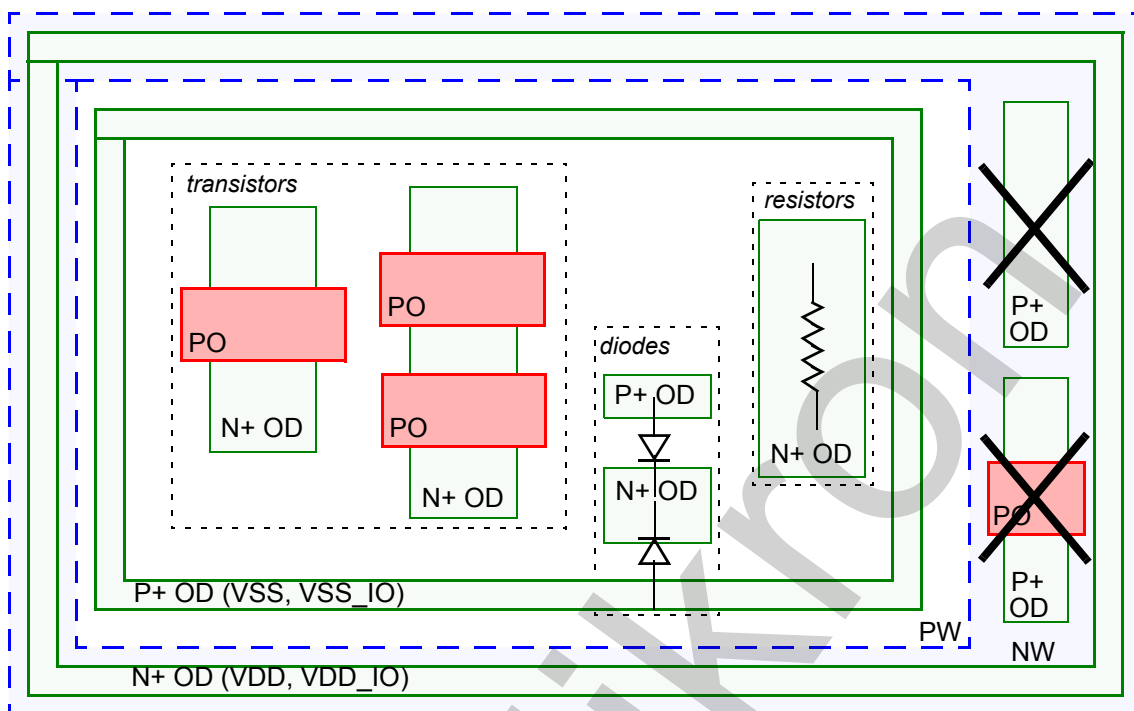 transistors
resistors
PO
PO
PO
N+ OD
N+ OD
diodes
P+ OD
N+ OD
N+ OD
P+
OD
PO
P+
OD
P+ OD (VSS, VSS_IO)
PW
NW
N+ OD (VDD, VDD_IO)
ikron